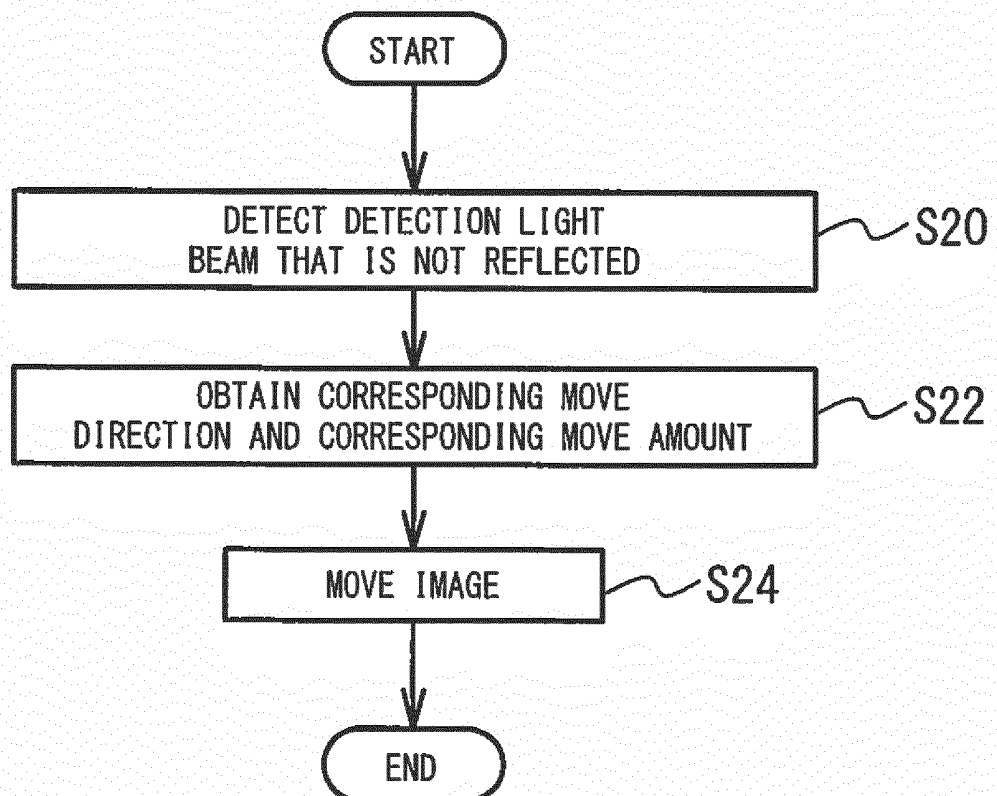 START
DETECT DETECTION LIGHT
BEAM THAT IS NOT REFLECTED
S20
OBTAIN CORRESPONDING MOVE
DIRECTION AND CORRESPONDING MOVE AMOUNT
S22
MOVE IMAGE
S24
END